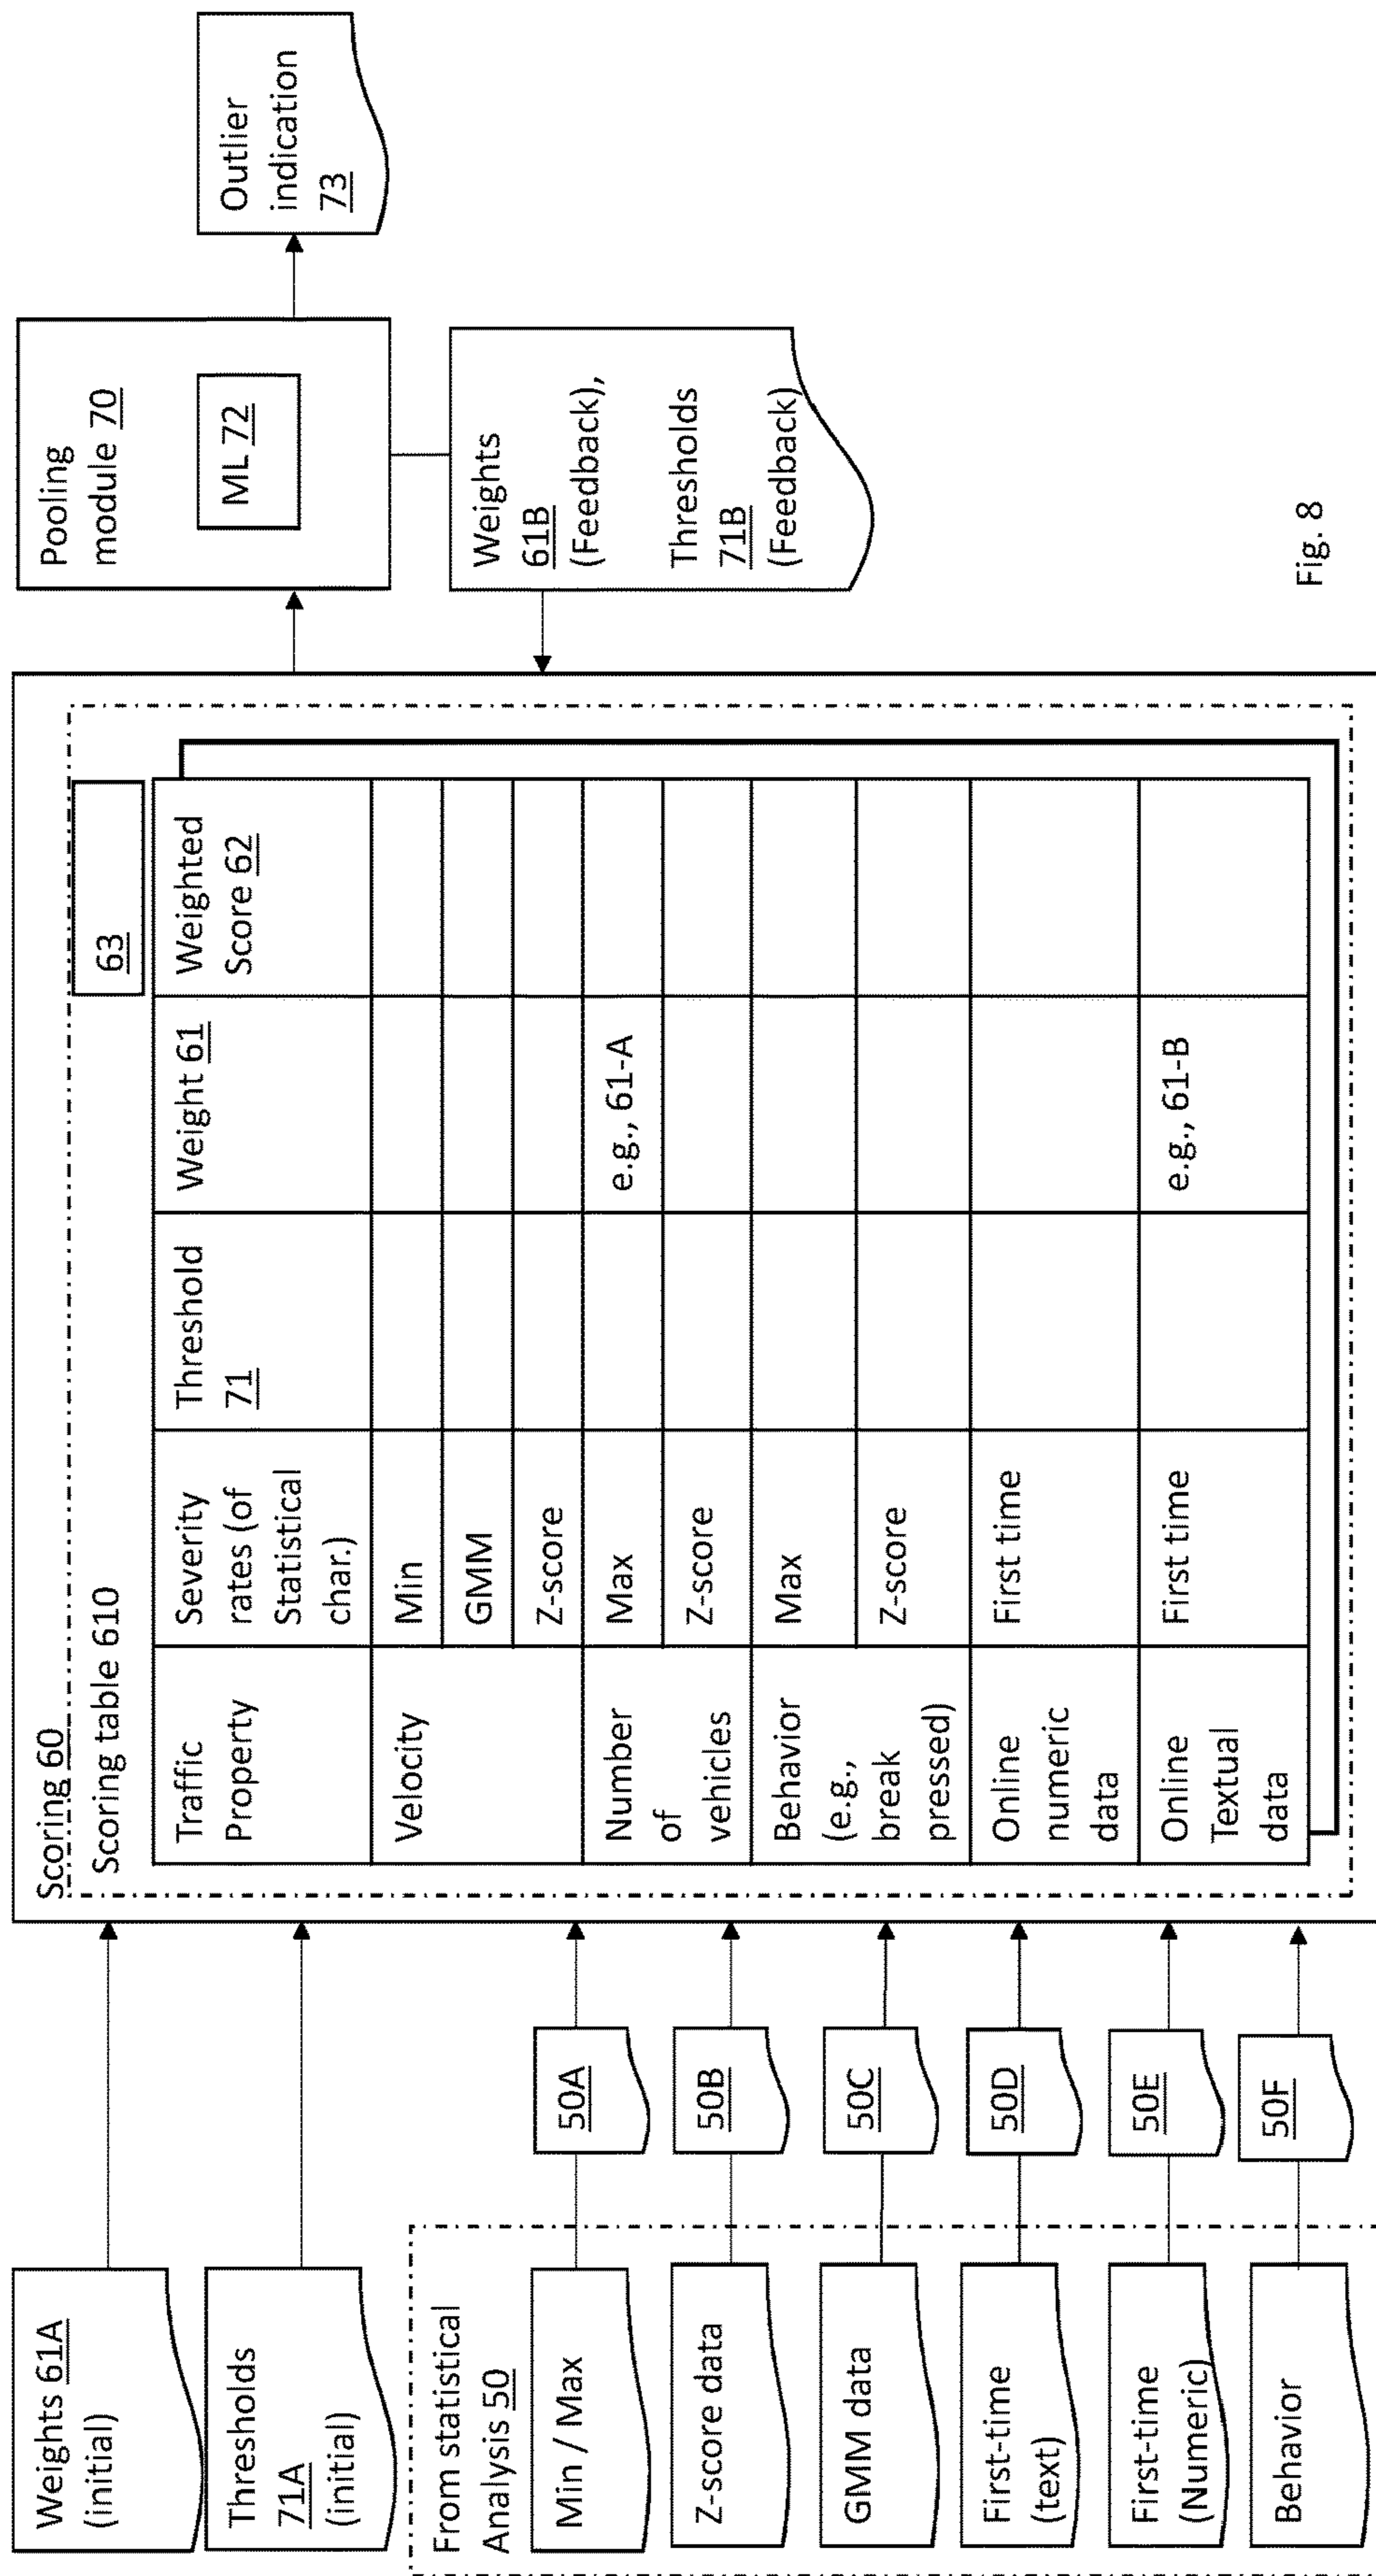 Weights 61A
(initial)
Thresholds
71A
(initial)
From statistical
Analysis 50
Min / Max
Z-score data
GMM data
First-time
(text)
First-time
(Numeric)
Behavior
50A
50B
50C
50D
50E
50F
Scoring 60
Scoring table 610
63
Traffic
Property
Severity
rates (of
Statistical
char.)
Threshold
71
Weight 61
Weighted
Score 62
Velocity
Min
GMM
Z-score
Number
of
vehicles
Max
e.g., 61-A
Z-score
Behavior
(e.g.,
break
pressed)
Max
Z-score
Online
numeric
data
First time
Online
Textual
data
First time
e.g., 61-B
Pooling
module 70
ML 72
Weights
61B
(Feedback),
Thresholds
71B
(Feedback)
Outlier
indication
73
Fig. 8